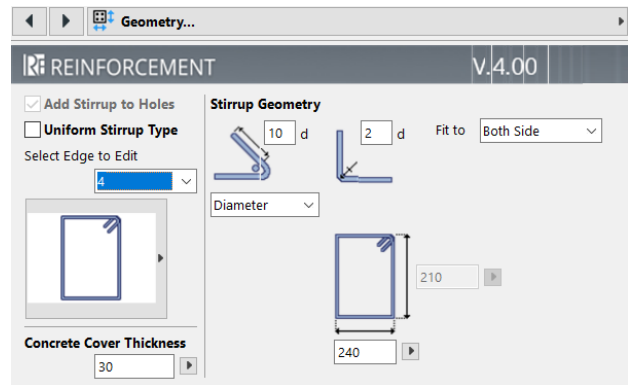 Geometry...
RF REINFORCEMENT V.4.00
Add Stirrup to Holes
Uniform Stirrup Type
Select Edge to Edit
4
Concrete Cover Thickness
30
Stirrup Geometry
10 d 2 d Fit to Both Side
Diameter
210
240